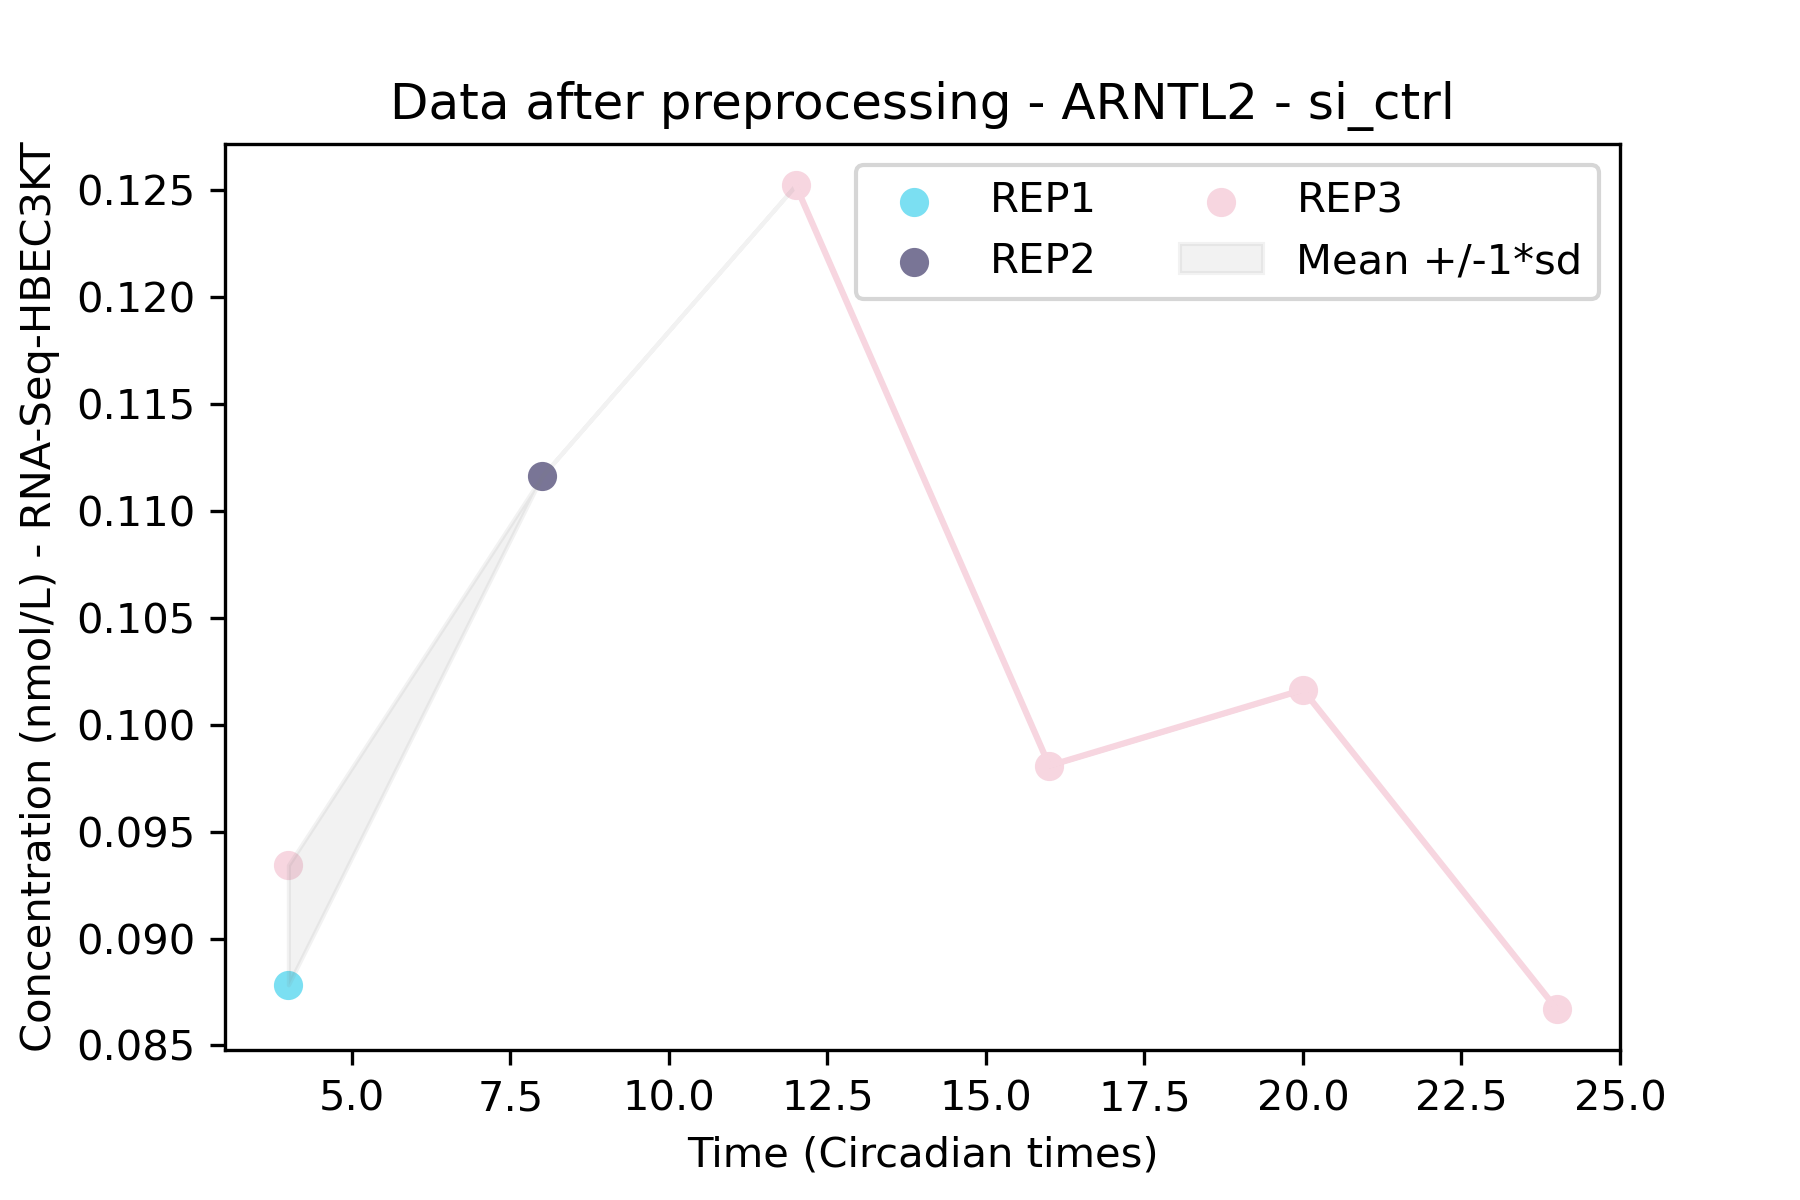 Data after preprocessing - ARNTL2 - si_ctrl
Concentration (nmol/L) - RNA-Seq-HBEC3KT
0.125
0.120
0.115
0.110
0.105
0.100
0.095
0.090
0.085
REP1
REP2
REP3
Mean +/-1*sd
5.0 7.5 10.0 12.5 15.0 17.5 20.0 22.5 25.0
Time (Circadian times)